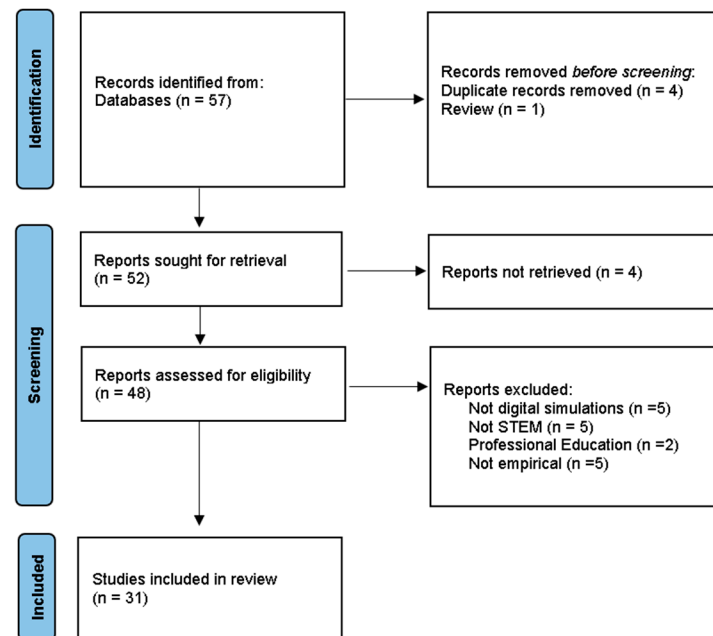 Identification
Records identified from:
Databases (n = 57)
Records removed before screening:
Duplicate records removed (n = 4)
Review (n = 1)
Screening
Reports sought for retrieval
(n = 52)
Reports not retrieved (n = 4)
Reports assessed for eligibility
(n = 48)
Reports excluded:
Not digital simulations (n =5)
Not STEM (n = 5)
Professional Education (n =2)
Not empirical (n =5)
Included
Studies included in review
(n = 31)